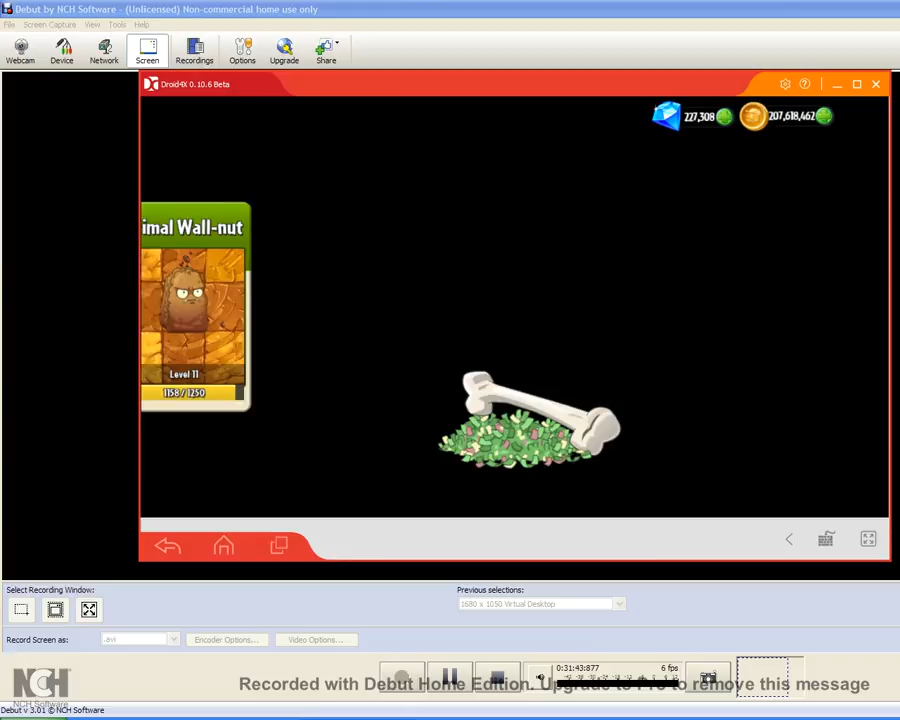 Debut by NCH Software - (Unlicensed) Non-commercial home use only
File Screen Capture View Tools Help
Webcam Device Network Screen Recordings Options Upgrade Share
Droid4X 0.10.6 Beta
227,308 207,618,462
imal Wall-nut
Level 11
1158/1250
Select Recording Window:
Previous selections:
1680 x 1050 Virtual Desktop
Record Screen as: .avi Encoder Options... Video Options...
0:31:43:877 6 fps
Recorded with Debut Home Edition. Upgrade to Pro to remove this message
NCH
NCH Software
Debut v 3.01 © NCH Software